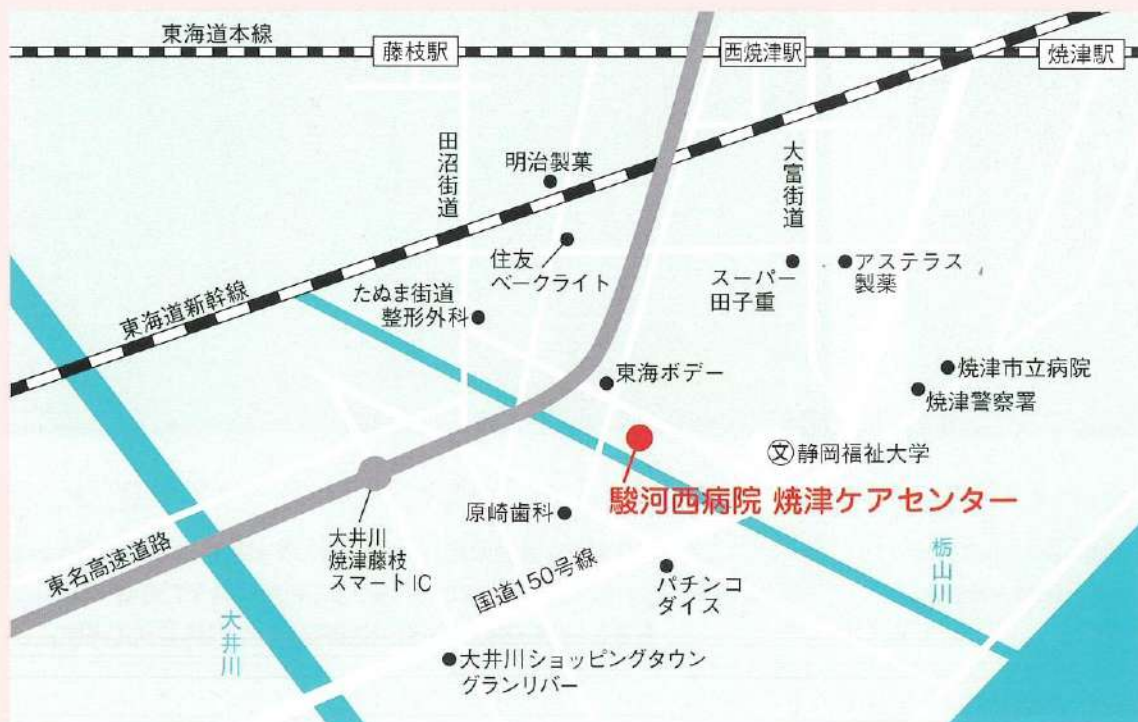 東海道本線
藤枝駅
西焼津駅
焼津駅
田沼街道
明治製菓
大富街道
住友
ベークライト
スーパー
田子重
アステラス
製薬
東海道新幹線
たぬま街道
整形外科
東海ボデー
焼津市立病院
焼津警察署
文 静岡福祉大学
駿河西病院 焼津ケアセンター
原崎歯科
大井川
焼津藤枝
スマートIC
東名高速道路
国道150号線
パチンコ
ダイス
栃山川
大井川
大井川ショッピングタウン
グランリバー